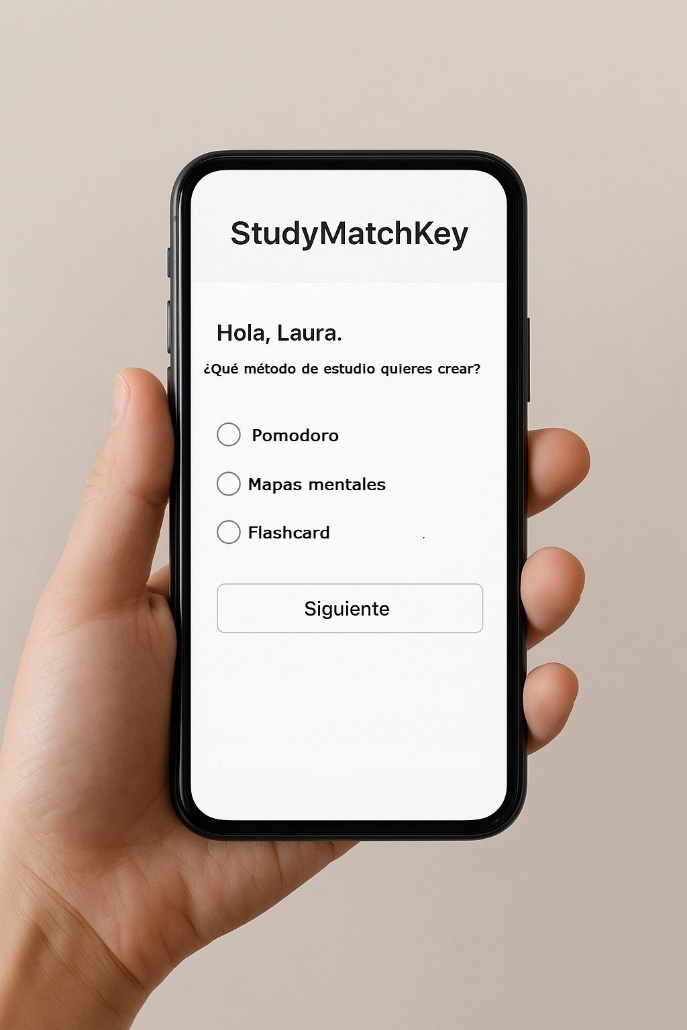 StudyMatchKey
Hola, Laura.
¿Qué método de estudio quieres crear?
Pomodoro
Mapas mentales
Flashcard
Siguiente